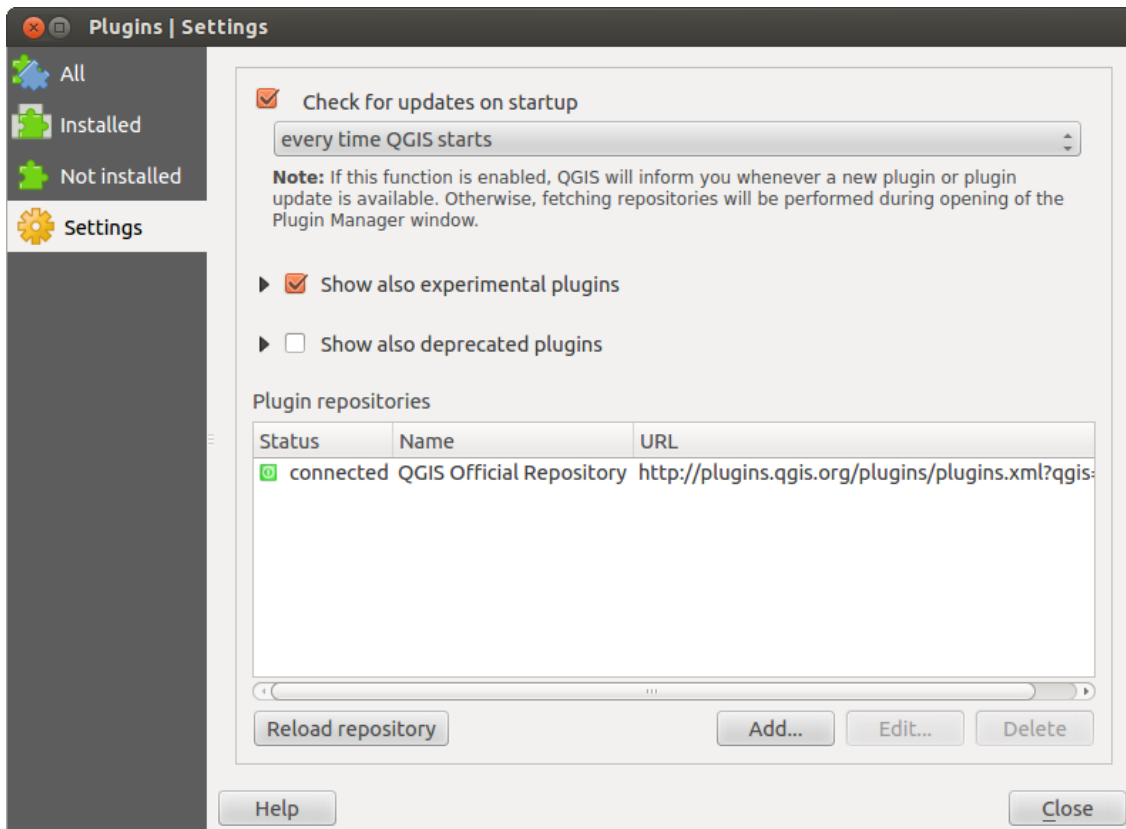 Plugins | Settings
All
Installed
Not installed
Settings
Check for updates on startup
every time QGIS starts
Note: If this function is enabled, QGIS will inform you whenever a new plugin or plugin
update is available. Otherwise, fetching repositories will be performed during opening of the
Plugin Manager window.
Show also experimental plugins
Show also deprecated plugins
Plugin repositories
Status Name URL
connected QGIS Official Repository http://plugins.qgis.org/plugins/plugins.xml?qgis=
Reload repository Add... Edit... Delete
Help Close